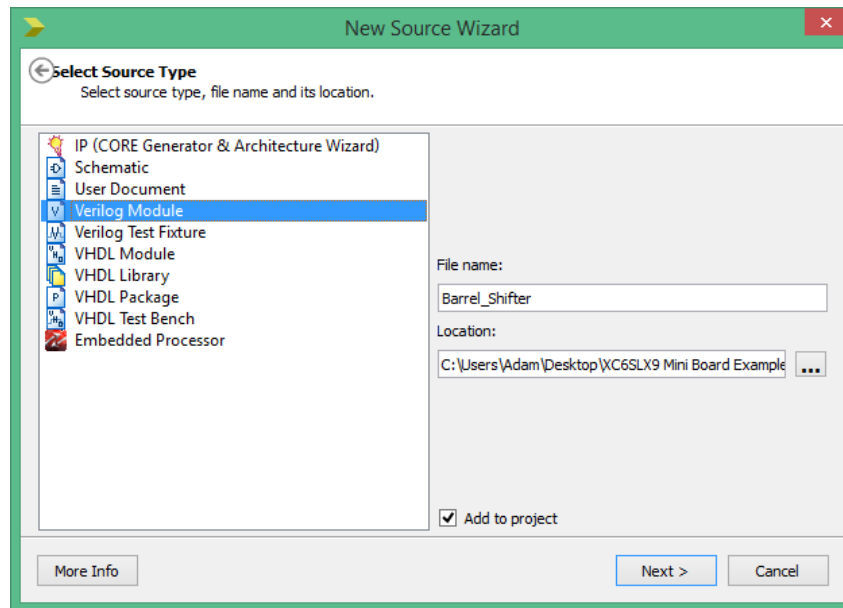 New Source Wizard
Select Source Type
Select source type, file name and its location.
IP (CORE Generator & Architecture Wizard)
Schematic
User Document
Verilog Module
Verilog Test Fixture
VHDL Module
VHDL Library
VHDL Package
VHDL Test Bench
Embedded Processor
File name:
Barrel_Shifter
Location:
C:\Users\Adam\Desktop\XC6SLX9 Mini Board Example
...
Add to project
More Info
Next >
Cancel